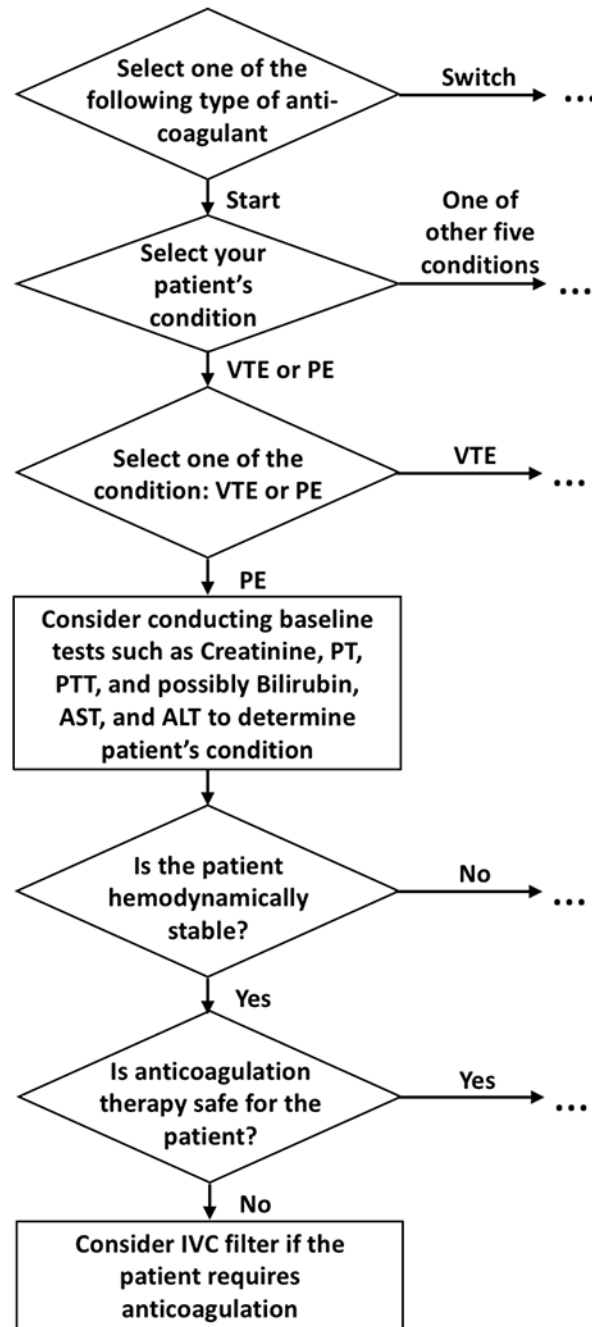 Select one of the
following type of anti-
coagulant
Switch
...
Start
One of
other five
conditions
Select your
patient's
condition
...
VTE or PE
Select one of the
condition: VTE or PE
VTE
...
PE
Consider conducting baseline
tests such as Creatinine, PT,
PTT, and possibly Bilirubin,
AST, and ALT to determine
patient's condition
Is the patient
hemodynamically
stable?
No
...
Yes
Is anticoagulation
therapy safe for the
patient?
Yes
...
No
Consider IVC filter if the
patient requires
anticoagulation